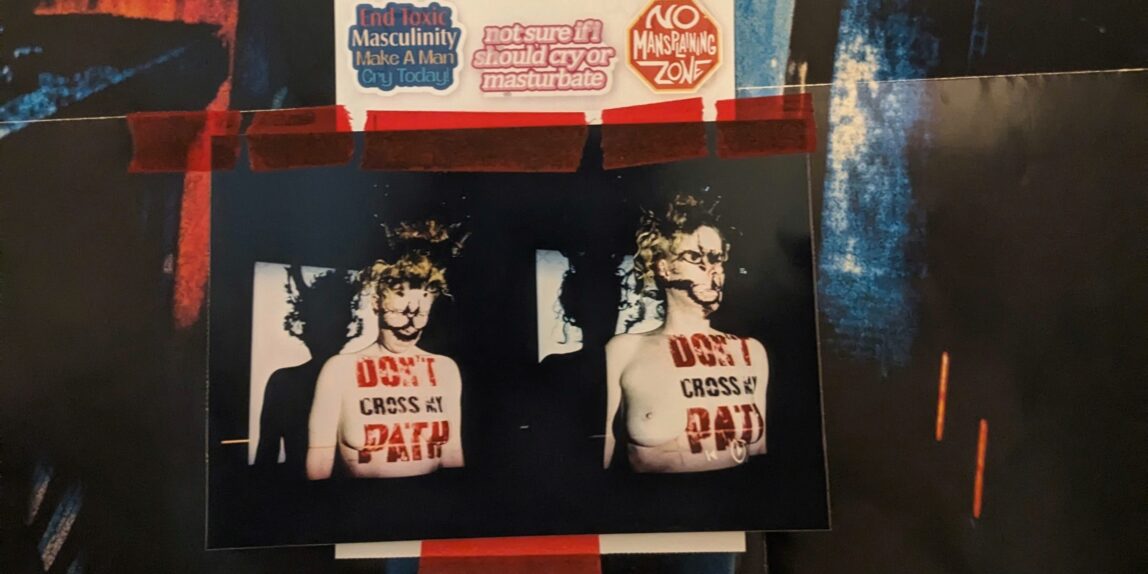 End Toxic
Masculinity
Make A Man
Cry Today!
not sure if I
should cry or
masturbate
NO
MANSPLAINING
ZONE
DON'T
CROSS MY
PATH
DON'T
CROSS MY
PATH